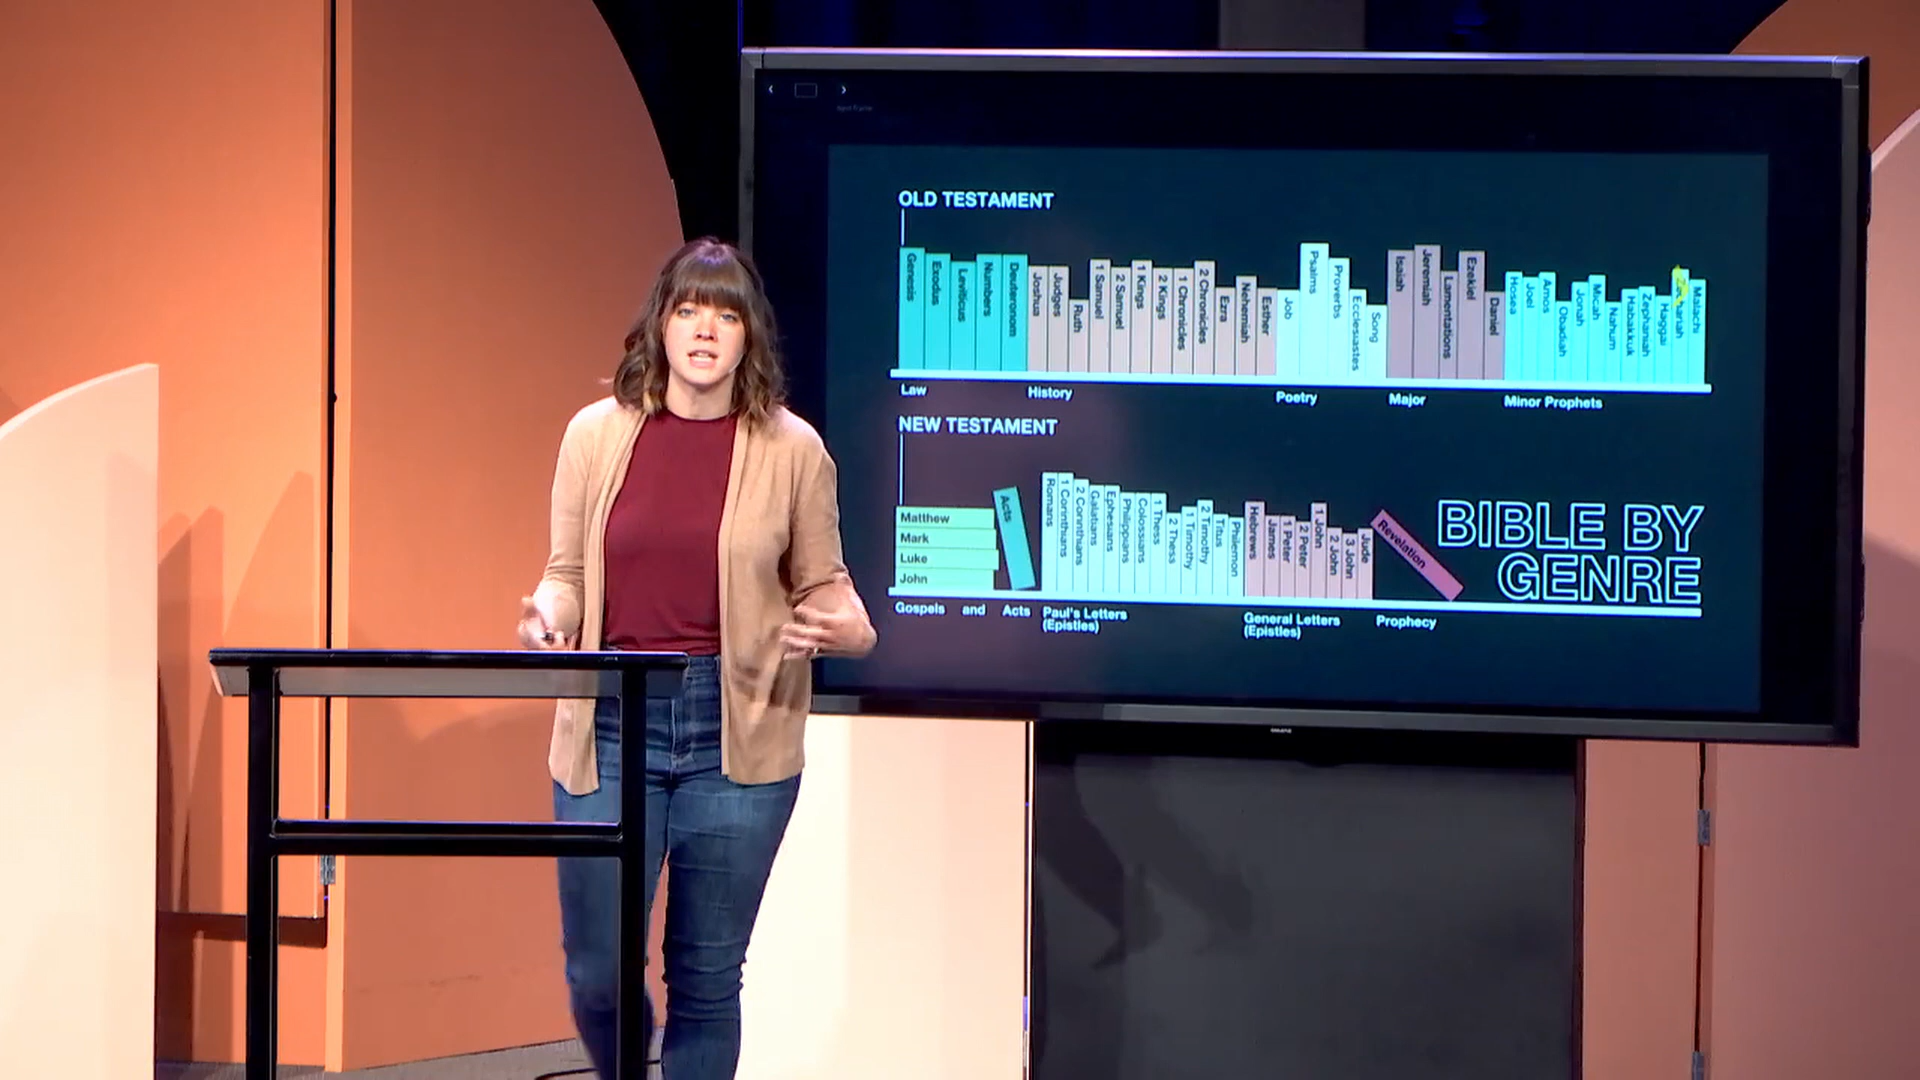 OLD TESTAMENT
Genesis
Exodus
Leviticus
Numbers
Deuteronom
Joshua
Judges
Ruth
1 Samuel
2 Samuel
1 Kings
2 Kings
1 Chronicles
2 Chronicles
Ezra
Nehemiah
Esther
Job
Psalms
Proverbs
Ecclesiastes
Song
Isaiah
Jeremiah
Lamentations
Ezekiel
Daniel
Hosea
Joel
Amos
Obadiah
Jonah
Micah
Nahum
Habakkuk
Zephaniah
Haggai
hariah
Malachi
Law
History
Poetry
Major
Minor Prophets
NEW TESTAMENT
Matthew
Mark
Luke
John
Acts
Romans
1 Corinthians
2 Corinthians
Galatians
Ephesians
Philippians
Colossians
1 Thess
2 Thess
1 Timothy
2 Timothy
Titus
Philemon
Hebrews
James
1 Peter
2 Peter
1 John
2 John
3 John
Jude
Revelation
Gospels and Acts
Paul's Letters
(Epistles)
General Letters
(Epistles)
Prophecy
BIBLE BY
GENRE